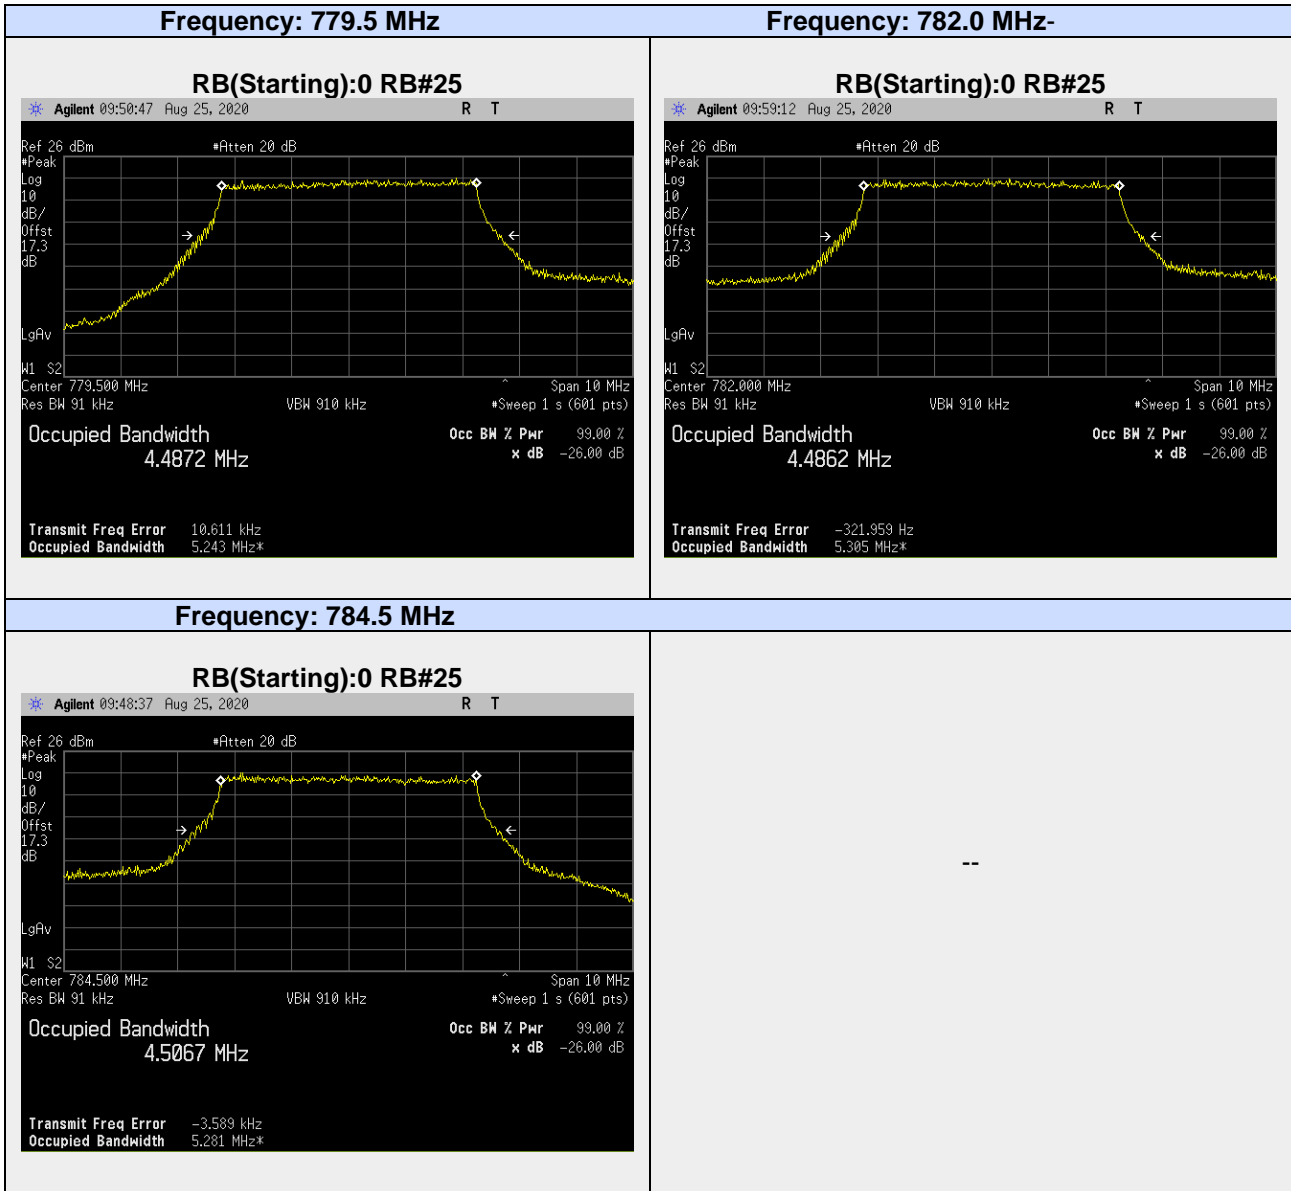 Frequency: 779.5 MHz
Frequency: 782.0 MHz-
RB(Starting):0 RB#25
Agilent 09:50:47 Aug 25, 2020
R T
Ref 26 dBm
#Atten 20 dB
#Peak
Log
10
dB/
Offst
17.3
dB
LgAv
W1 S2
Center 779.500 MHz
^
Span 10 MHz
Res BW 91 kHz
VBW 910 kHz
#Sweep 1 s (601 pts)
Occupied Bandwidth
4.4872 MHz
Occ BW % Pwr 99.00 %
x dB -26.00 dB
Transmit Freq Error 10.611 kHz
Occupied Bandwidth 5.243 MHz*
RB(Starting):0 RB#25
Agilent 09:59:12 Aug 25, 2020
R T
Ref 26 dBm
#Atten 20 dB
#Peak
Log
10
dB/
Offst
17.3
dB
LgAv
W1 S2
Center 782.000 MHz
^
Span 10 MHz
Res BW 91 kHz
VBW 910 kHz
#Sweep 1 s (601 pts)
Occupied Bandwidth
4.4862 MHz
Occ BW % Pwr 99.00 %
x dB -26.00 dB
Transmit Freq Error -321.959 Hz
Occupied Bandwidth 5.305 MHz*
Frequency: 784.5 MHz
RB(Starting):0 RB#25
Agilent 09:48:37 Aug 25, 2020
R T
Ref 26 dBm
#Atten 20 dB
#Peak
Log
10
dB/
Offst
17.3
dB
LgAv
W1 S2
Center 784.500 MHz
^
Span 10 MHz
Res BW 91 kHz
VBW 910 kHz
#Sweep 1 s (601 pts)
Occupied Bandwidth
4.5067 MHz
Occ BW % Pwr 99.00 %
x dB -26.00 dB
Transmit Freq Error -3.589 kHz
Occupied Bandwidth 5.281 MHz*
--